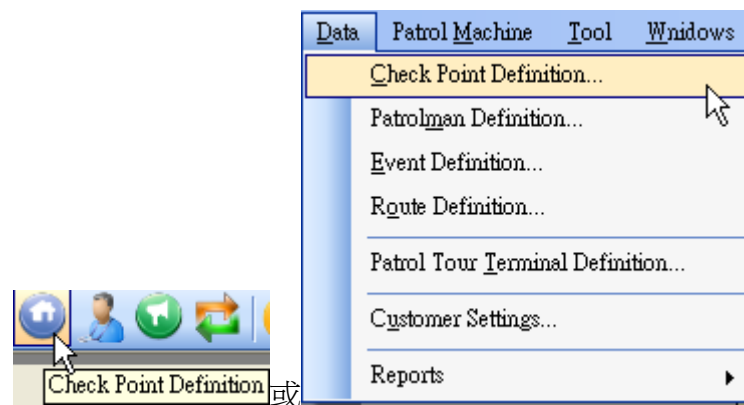 Data Patrol Machine Tool Wnidows
Check Point Definition...
Patrolman Definition...
Event Definition...
Route Definition...
Patrol Tour Terminal Definition...
Customer Settings...
Reports
Check Point Definition 或